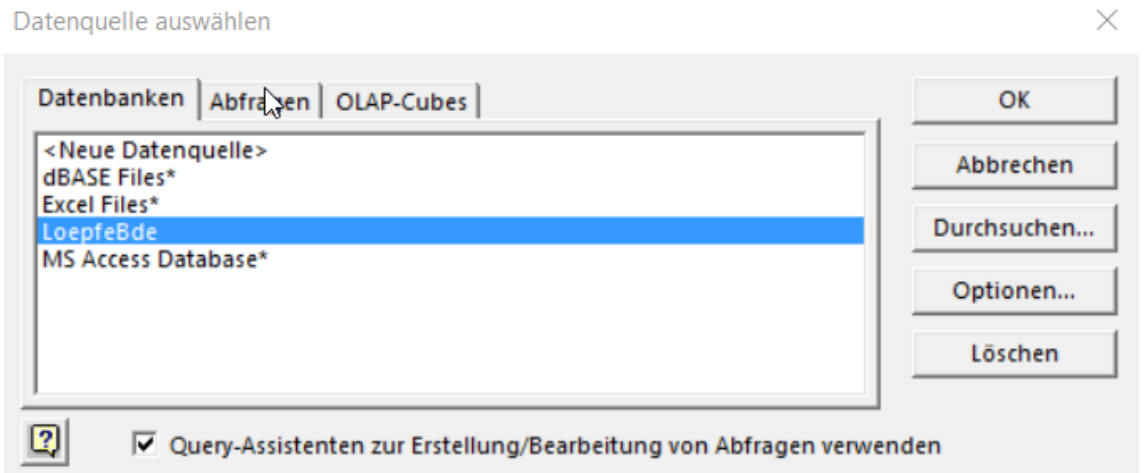 Datenquelle auswählen
Datenbanken Abfragen OLAP-Cubes
<Neue Datenquelle>
dBASE Files*
Excel Files*
LoepfeBde
MS Access Database*
OK
Abbrechen
Durchsuchen...
Optionen...
Löschen
Query-Assistenten zur Erstellung/Bearbeitung von Abfragen verwenden